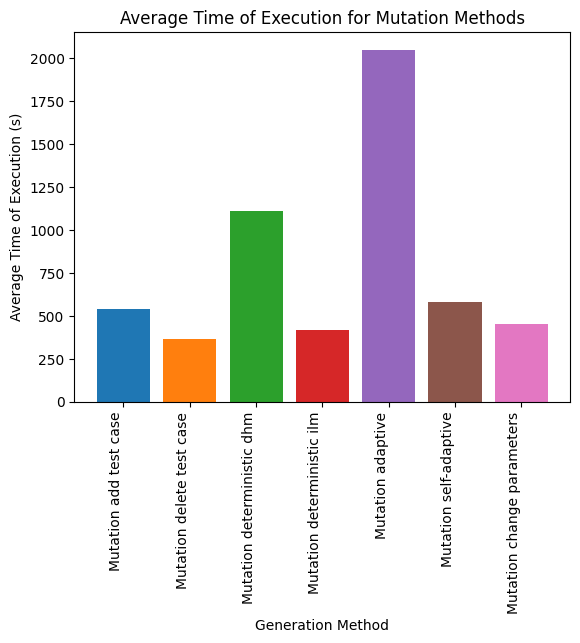 Average Time of Execution for Mutation Methods
Average Time of Execution (s)
2000
1750
1500
1250
1000
750
500
250
0
Mutation add test case
Mutation delete test case
Mutation deterministic dhm
Mutation deterministic ilm
Mutation adaptive
Mutation self-adaptive
Mutation change parameters
Generation Method